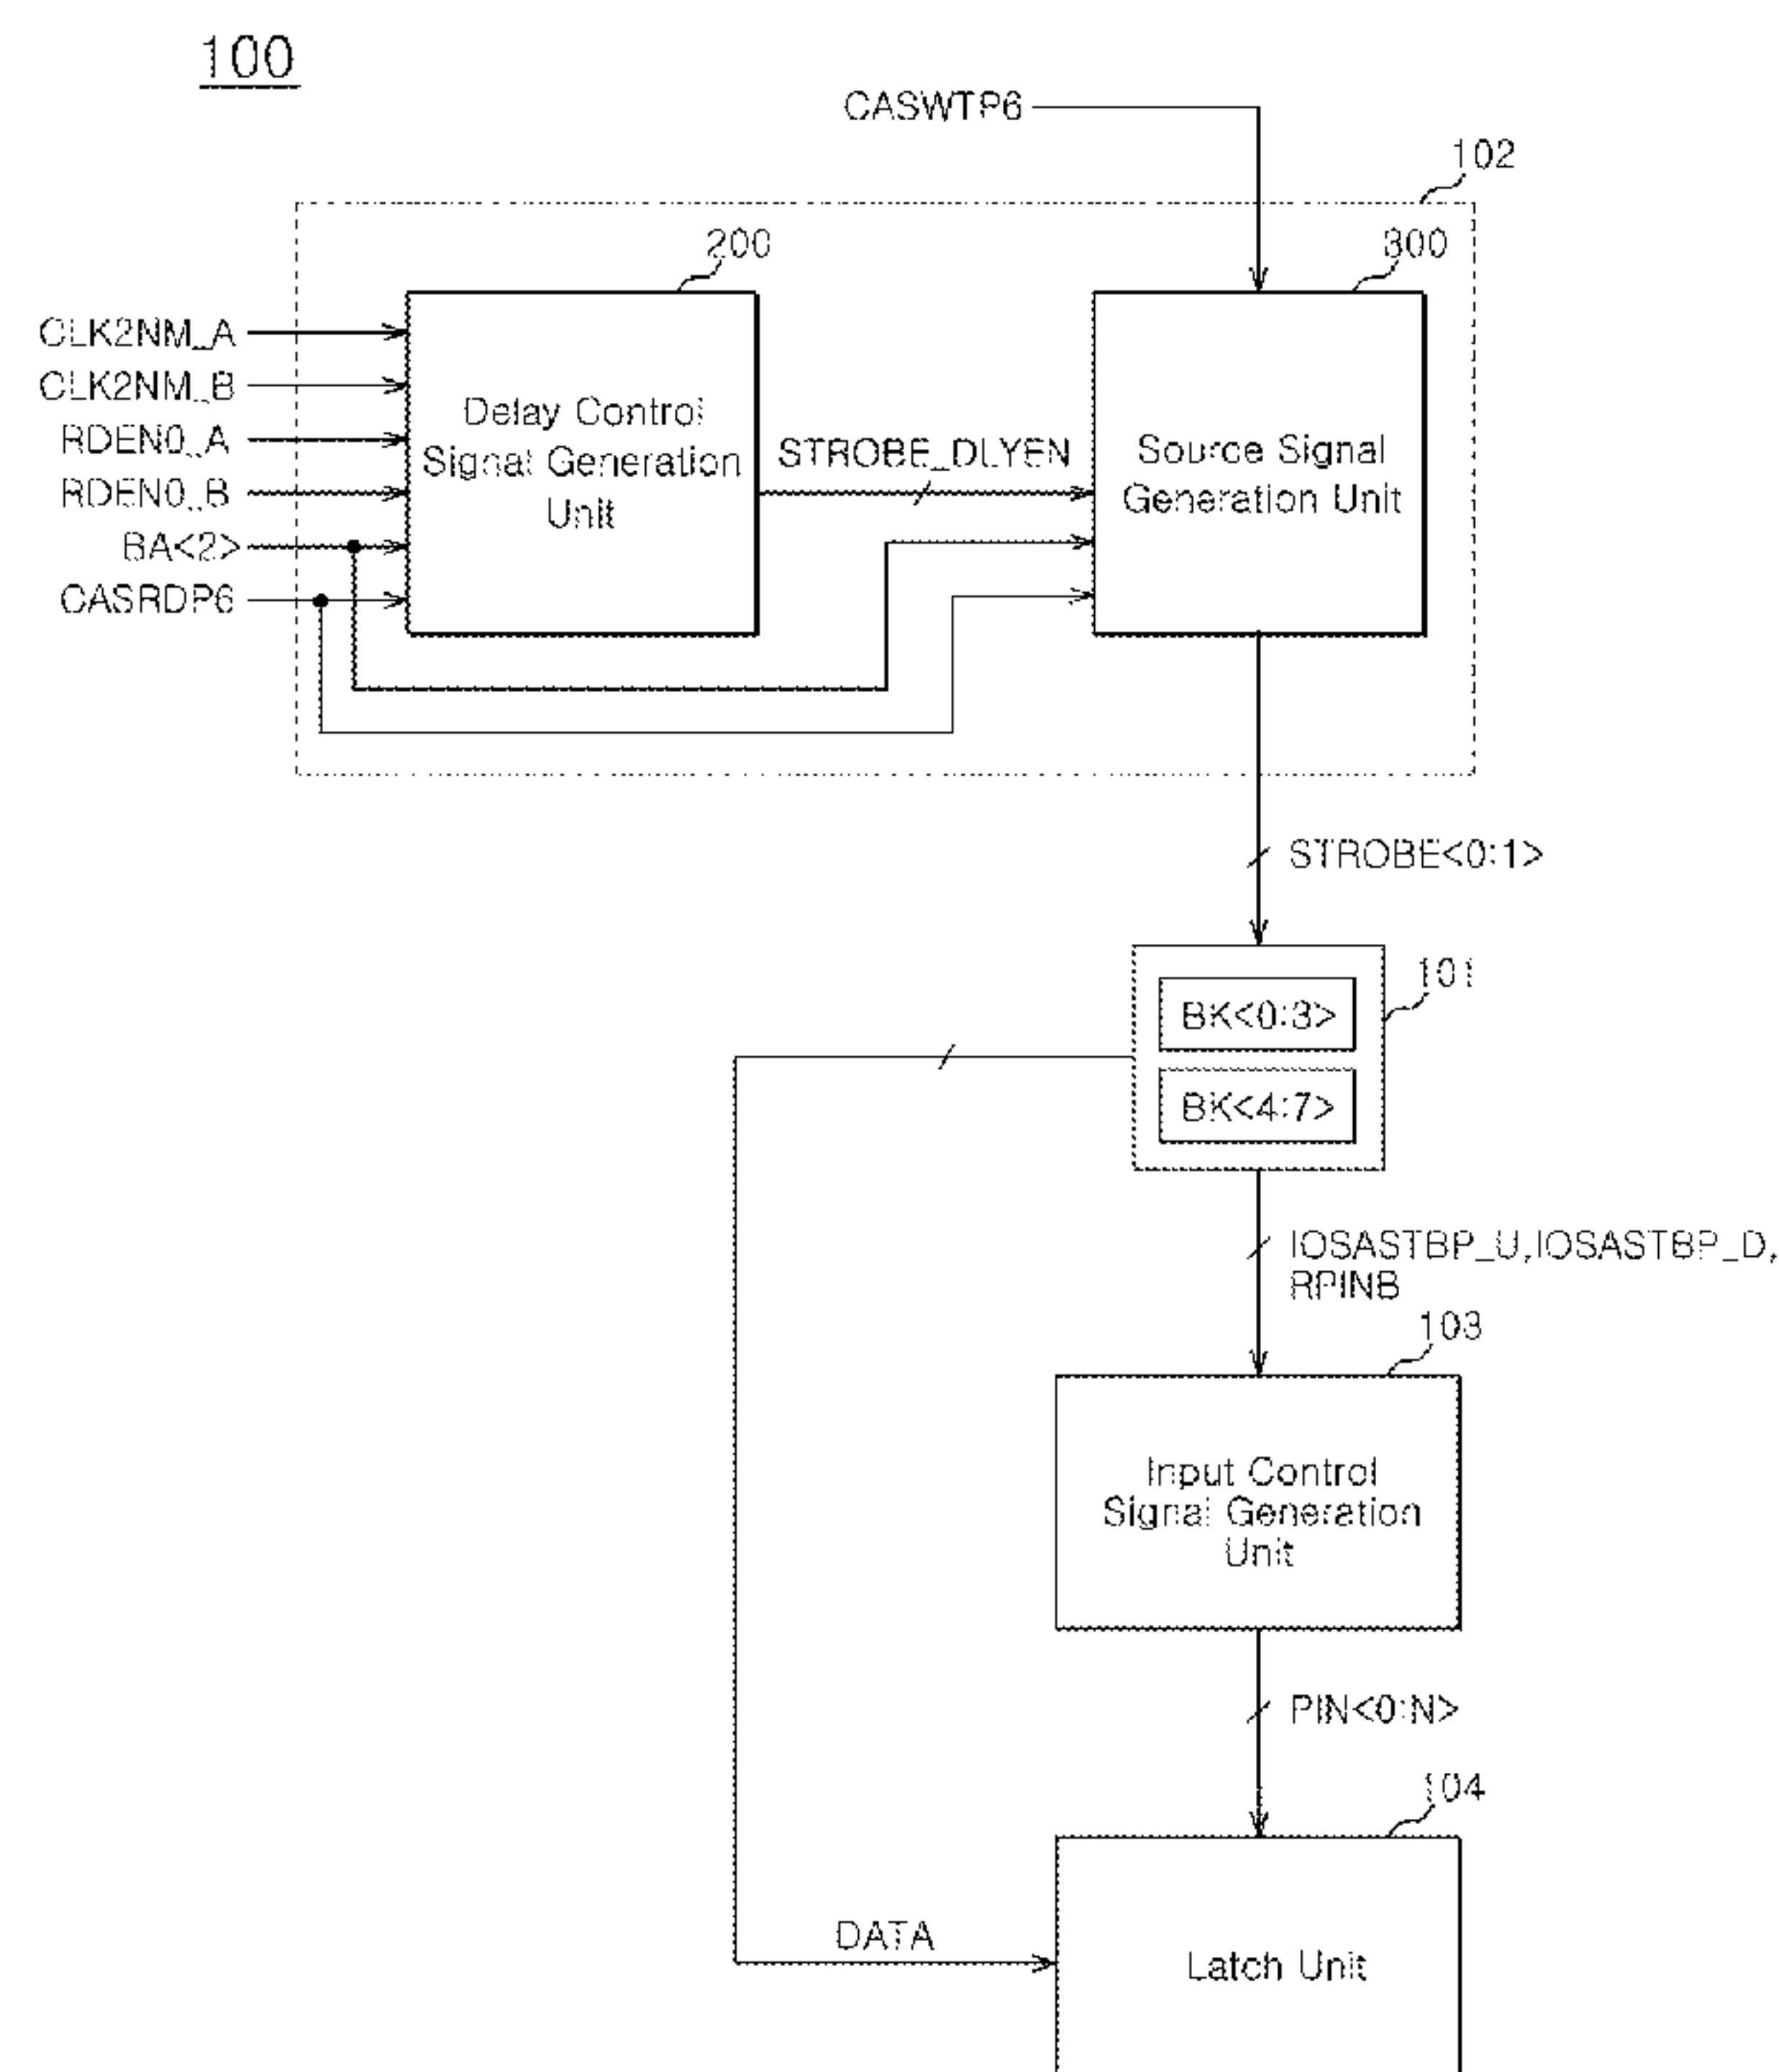 100
CASWTP6
102
200
300
CLK2NM_A
CLK2NM_B
RDEN0_A
RDEN0_B
BA<2>
CASRDP6
Delay Control
Signal Generation
Unit
STROBE_DLYEN
Source Signal
Generation Unit
STROBE<0:1>
101
BK<0:3>
BK<4:7>
IOSASTBP_U,IOSASTBP_D,
RPINB
103
Input Control
Signal Generation
Unit
PIN<0:N>
104
DATA
Latch Unit